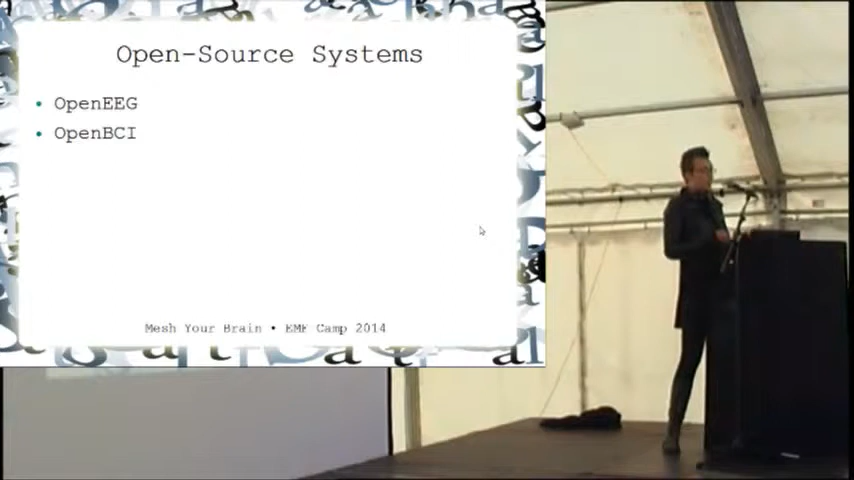 Open-Source Systems
• OpenEEG
• OpenBCI
Mesh Your Brain • EMF Camp 2014